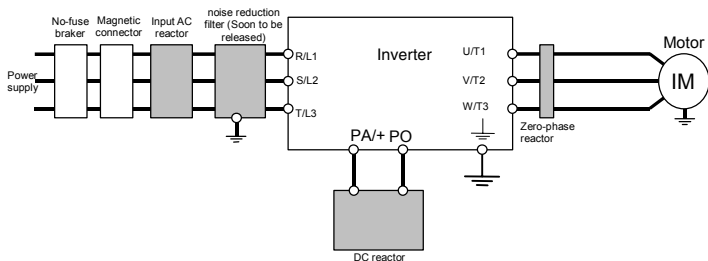 No-fuse
braker
Magnetic
connector
Input AC
reactor
noise reduction
filter (Soon to be
released)
Power
supply
R/L1
S/L2
T/L3
Inverter
U/T1
V/T2
W/T3
PA/+ PO
Zero-phase
reactor
Motor
IM
DC reactor